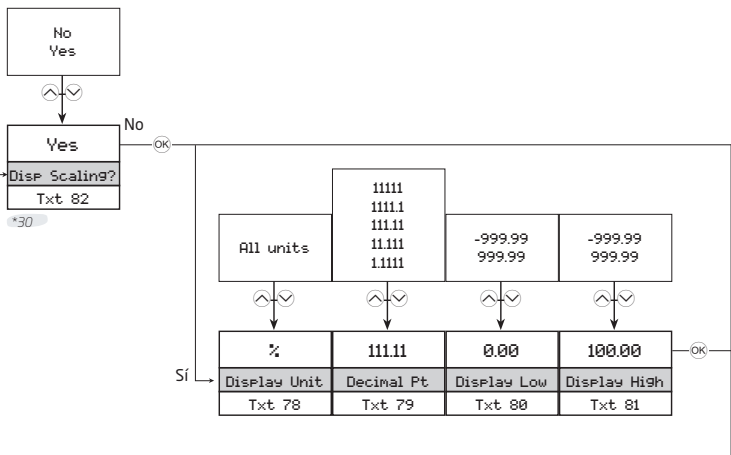 No
Yes
No
Yes
OK
Disp Scaling?
Txt 82
*30
11111
1111.1
111.11
11.111
1.1111
All units
-999.99
999.99
-999.99
999.99
%
111.11
0.00
100.00
OK
Sí
Display Unit
Decimal Pt
Display Low
Display High
Txt 78
Txt 79
Txt 80
Txt 81